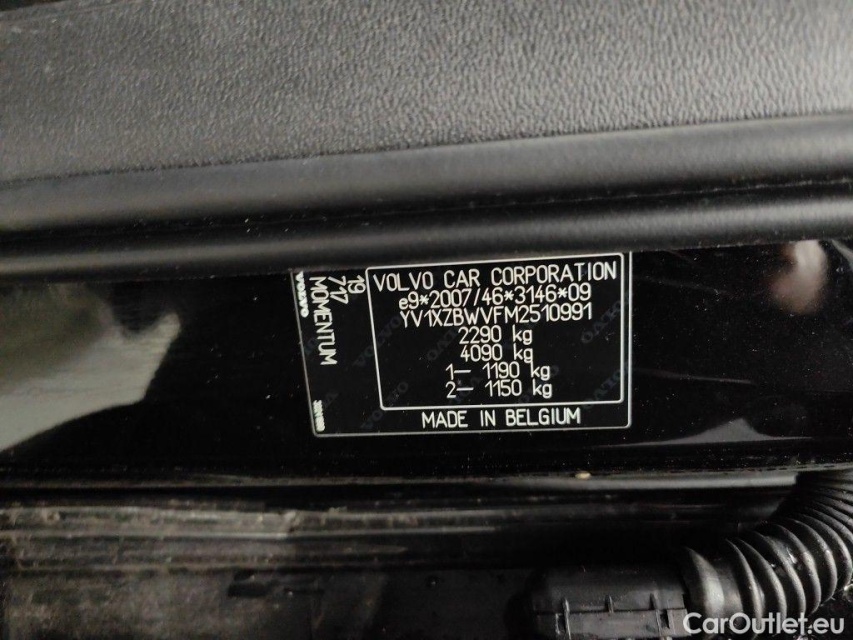 VOLVO CAR CORPORATION
e9*2007/46*3146*09
YV1XZBWVFM2510991
2290 kg
4090 kg
1– 1190 kg
2– 1150 kg
MADE IN BELGIUM
19
717
MOMENTUM
VOLVO
CarOutlet.eu